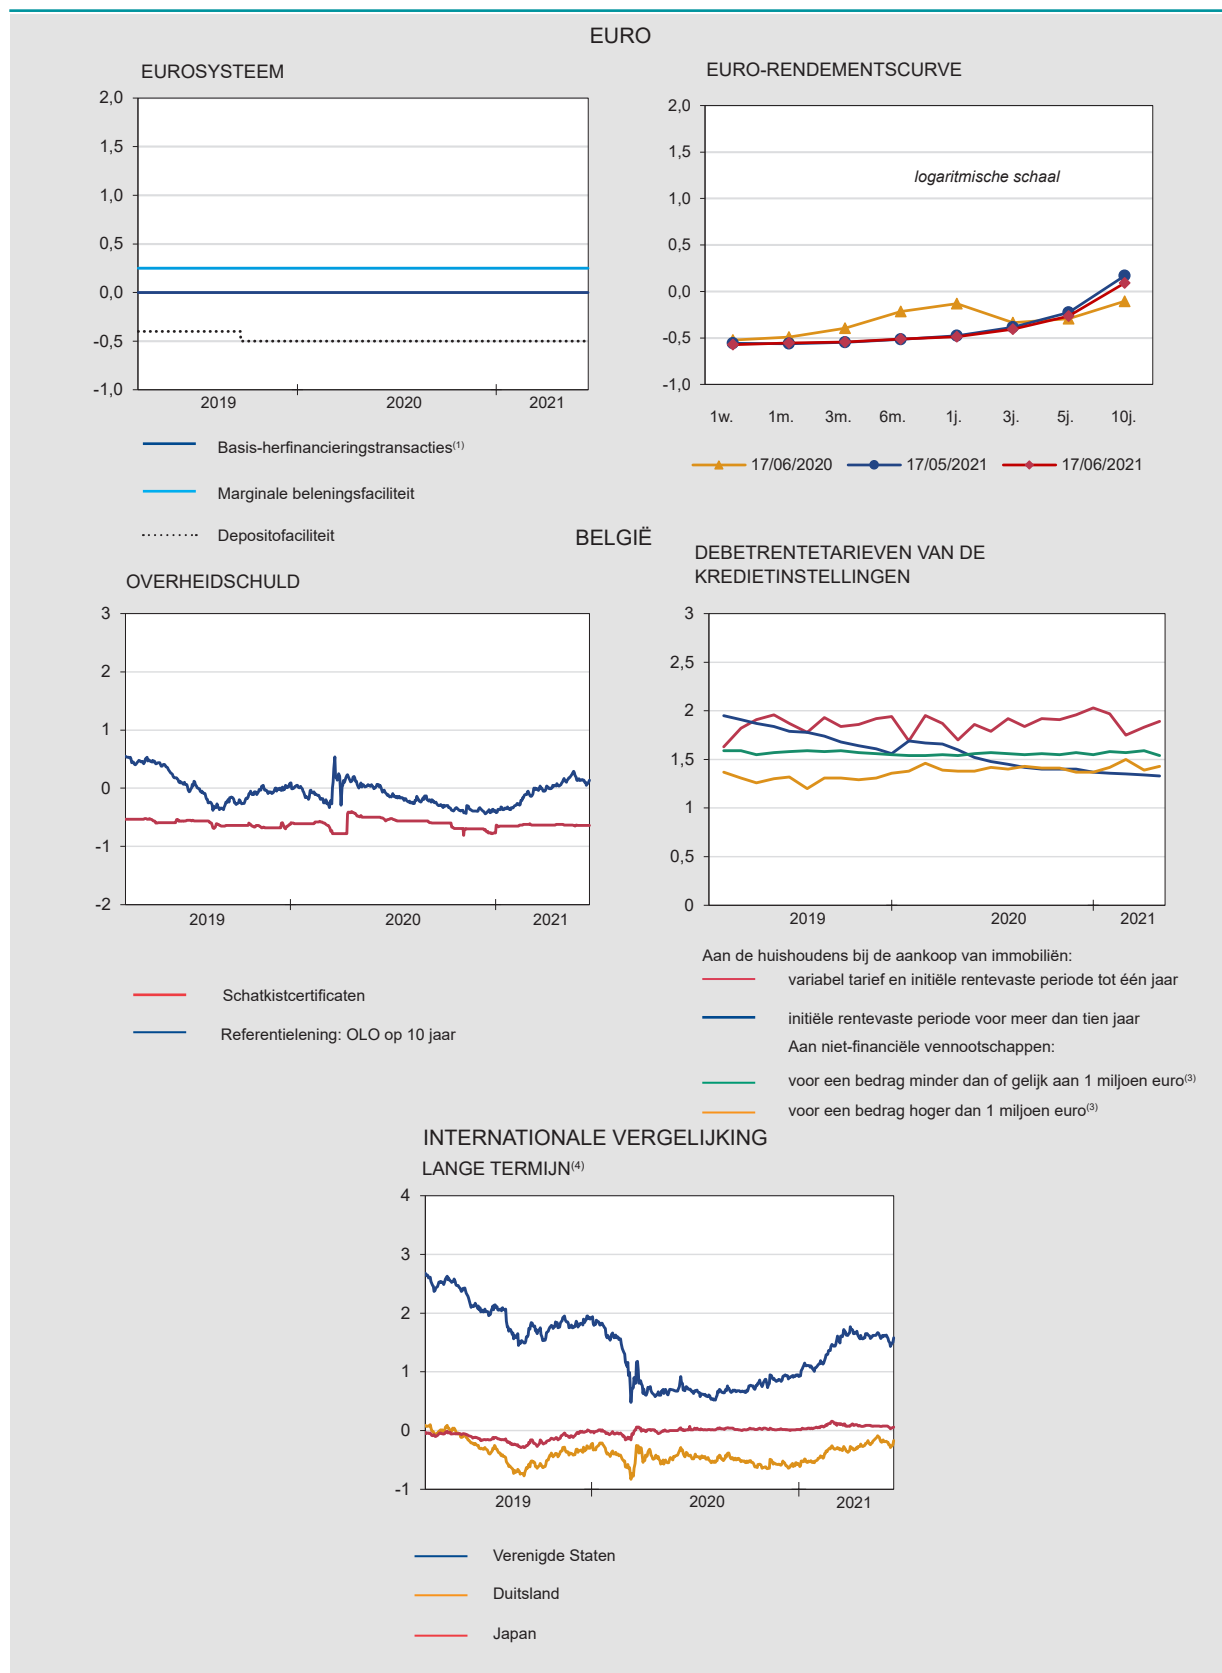 EURO
EUROSYSTEEM
2,0
1,5
1,0
0,5
0,0
-0,5
-1,0
2019 2020 2021
Basis-herfinancieringstransacties(1)
Marginale beleningsfaciliteit
Depositofaciliteit
EURO-RENDEMENTSCURVE
2,0
1,5
1,0
0,5
0,0
-0,5
-1,0
logaritmische schaal
1w. 1m. 3m. 6m. 1j. 3j. 5j. 10j.
17/06/2020 17/05/2021 17/06/2021
BELGIË
OVERHEIDSCHULD
3
2
1
0
-1
-2
2019 2020 2021
Schatkistcertificaten
Referentielening: OLO op 10 jaar
DEBETRENTETARIEVEN VAN DE
KREDIETINSTELLINGEN
3
2,5
2
1,5
1
0,5
0
2019 2020 2021
Aan de huishoudens bij de aankoop van immobiliën:
variabel tarief en initiële rentevaste periode tot één jaar
initiële rentevaste periode voor meer dan tien jaar
Aan niet-financiële vennootschappen:
voor een bedrag minder dan of gelijk aan 1 miljoen euro(3)
voor een bedrag hoger dan 1 miljoen euro(3)
INTERNATIONALE VERGELIJKING
LANGE TERMIJN(4)
4
3
2
1
0
-1
2019 2020 2021
Verenigde Staten
Duitsland
Japan